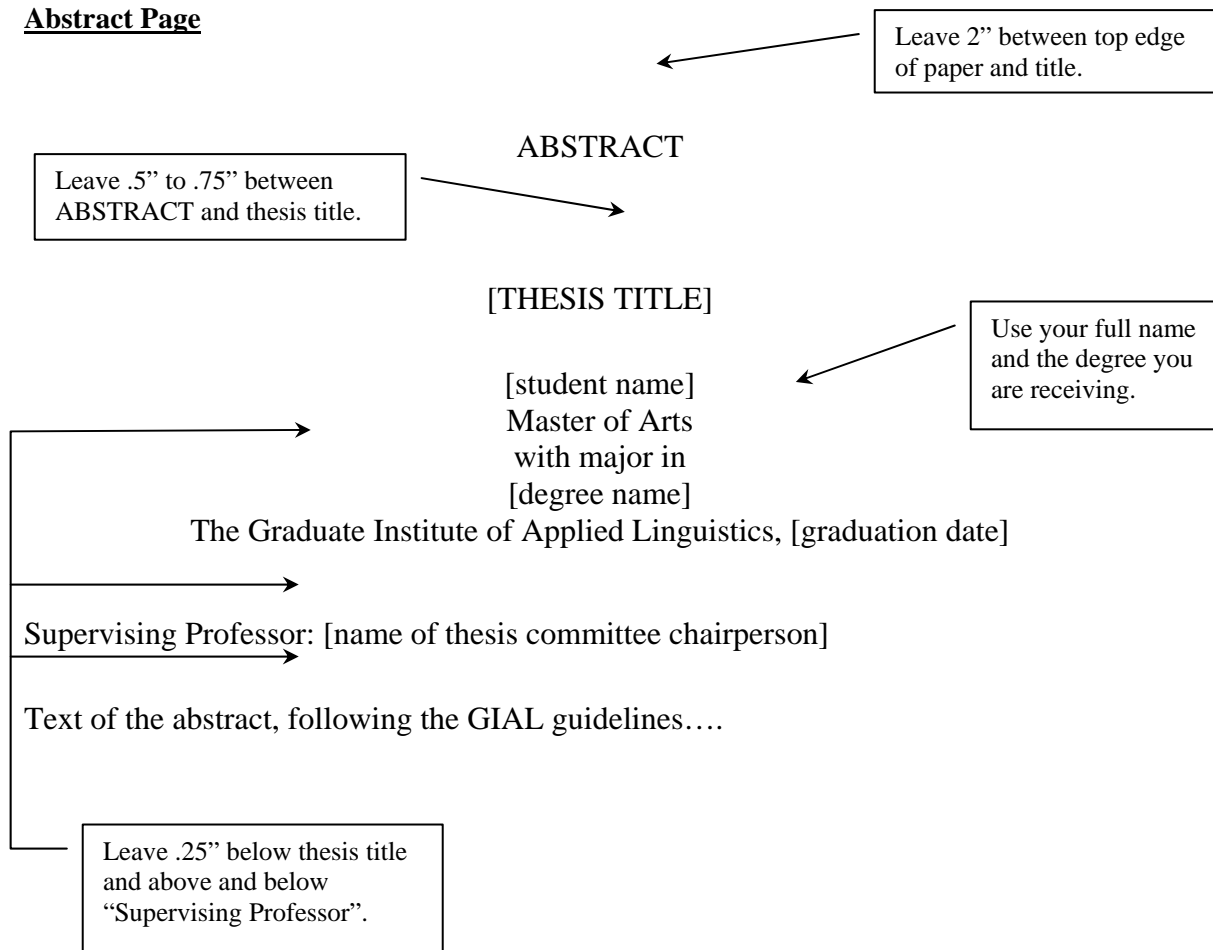 Abstract Page
Leave 2” between top edge
of paper and title.
ABSTRACT
Leave .5” to .75” between
ABSTRACT and thesis title.
[THESIS TITLE]
Use your full name
and the degree you
are receiving.
[student name]
Master of Arts
with major in
[degree name]
The Graduate Institute of Applied Linguistics, [graduation date]
Supervising Professor: [name of thesis committee chairperson]
Text of the abstract, following the GIAL guidelines….
Leave .25” below thesis title
and above and below
“Supervising Professor”.